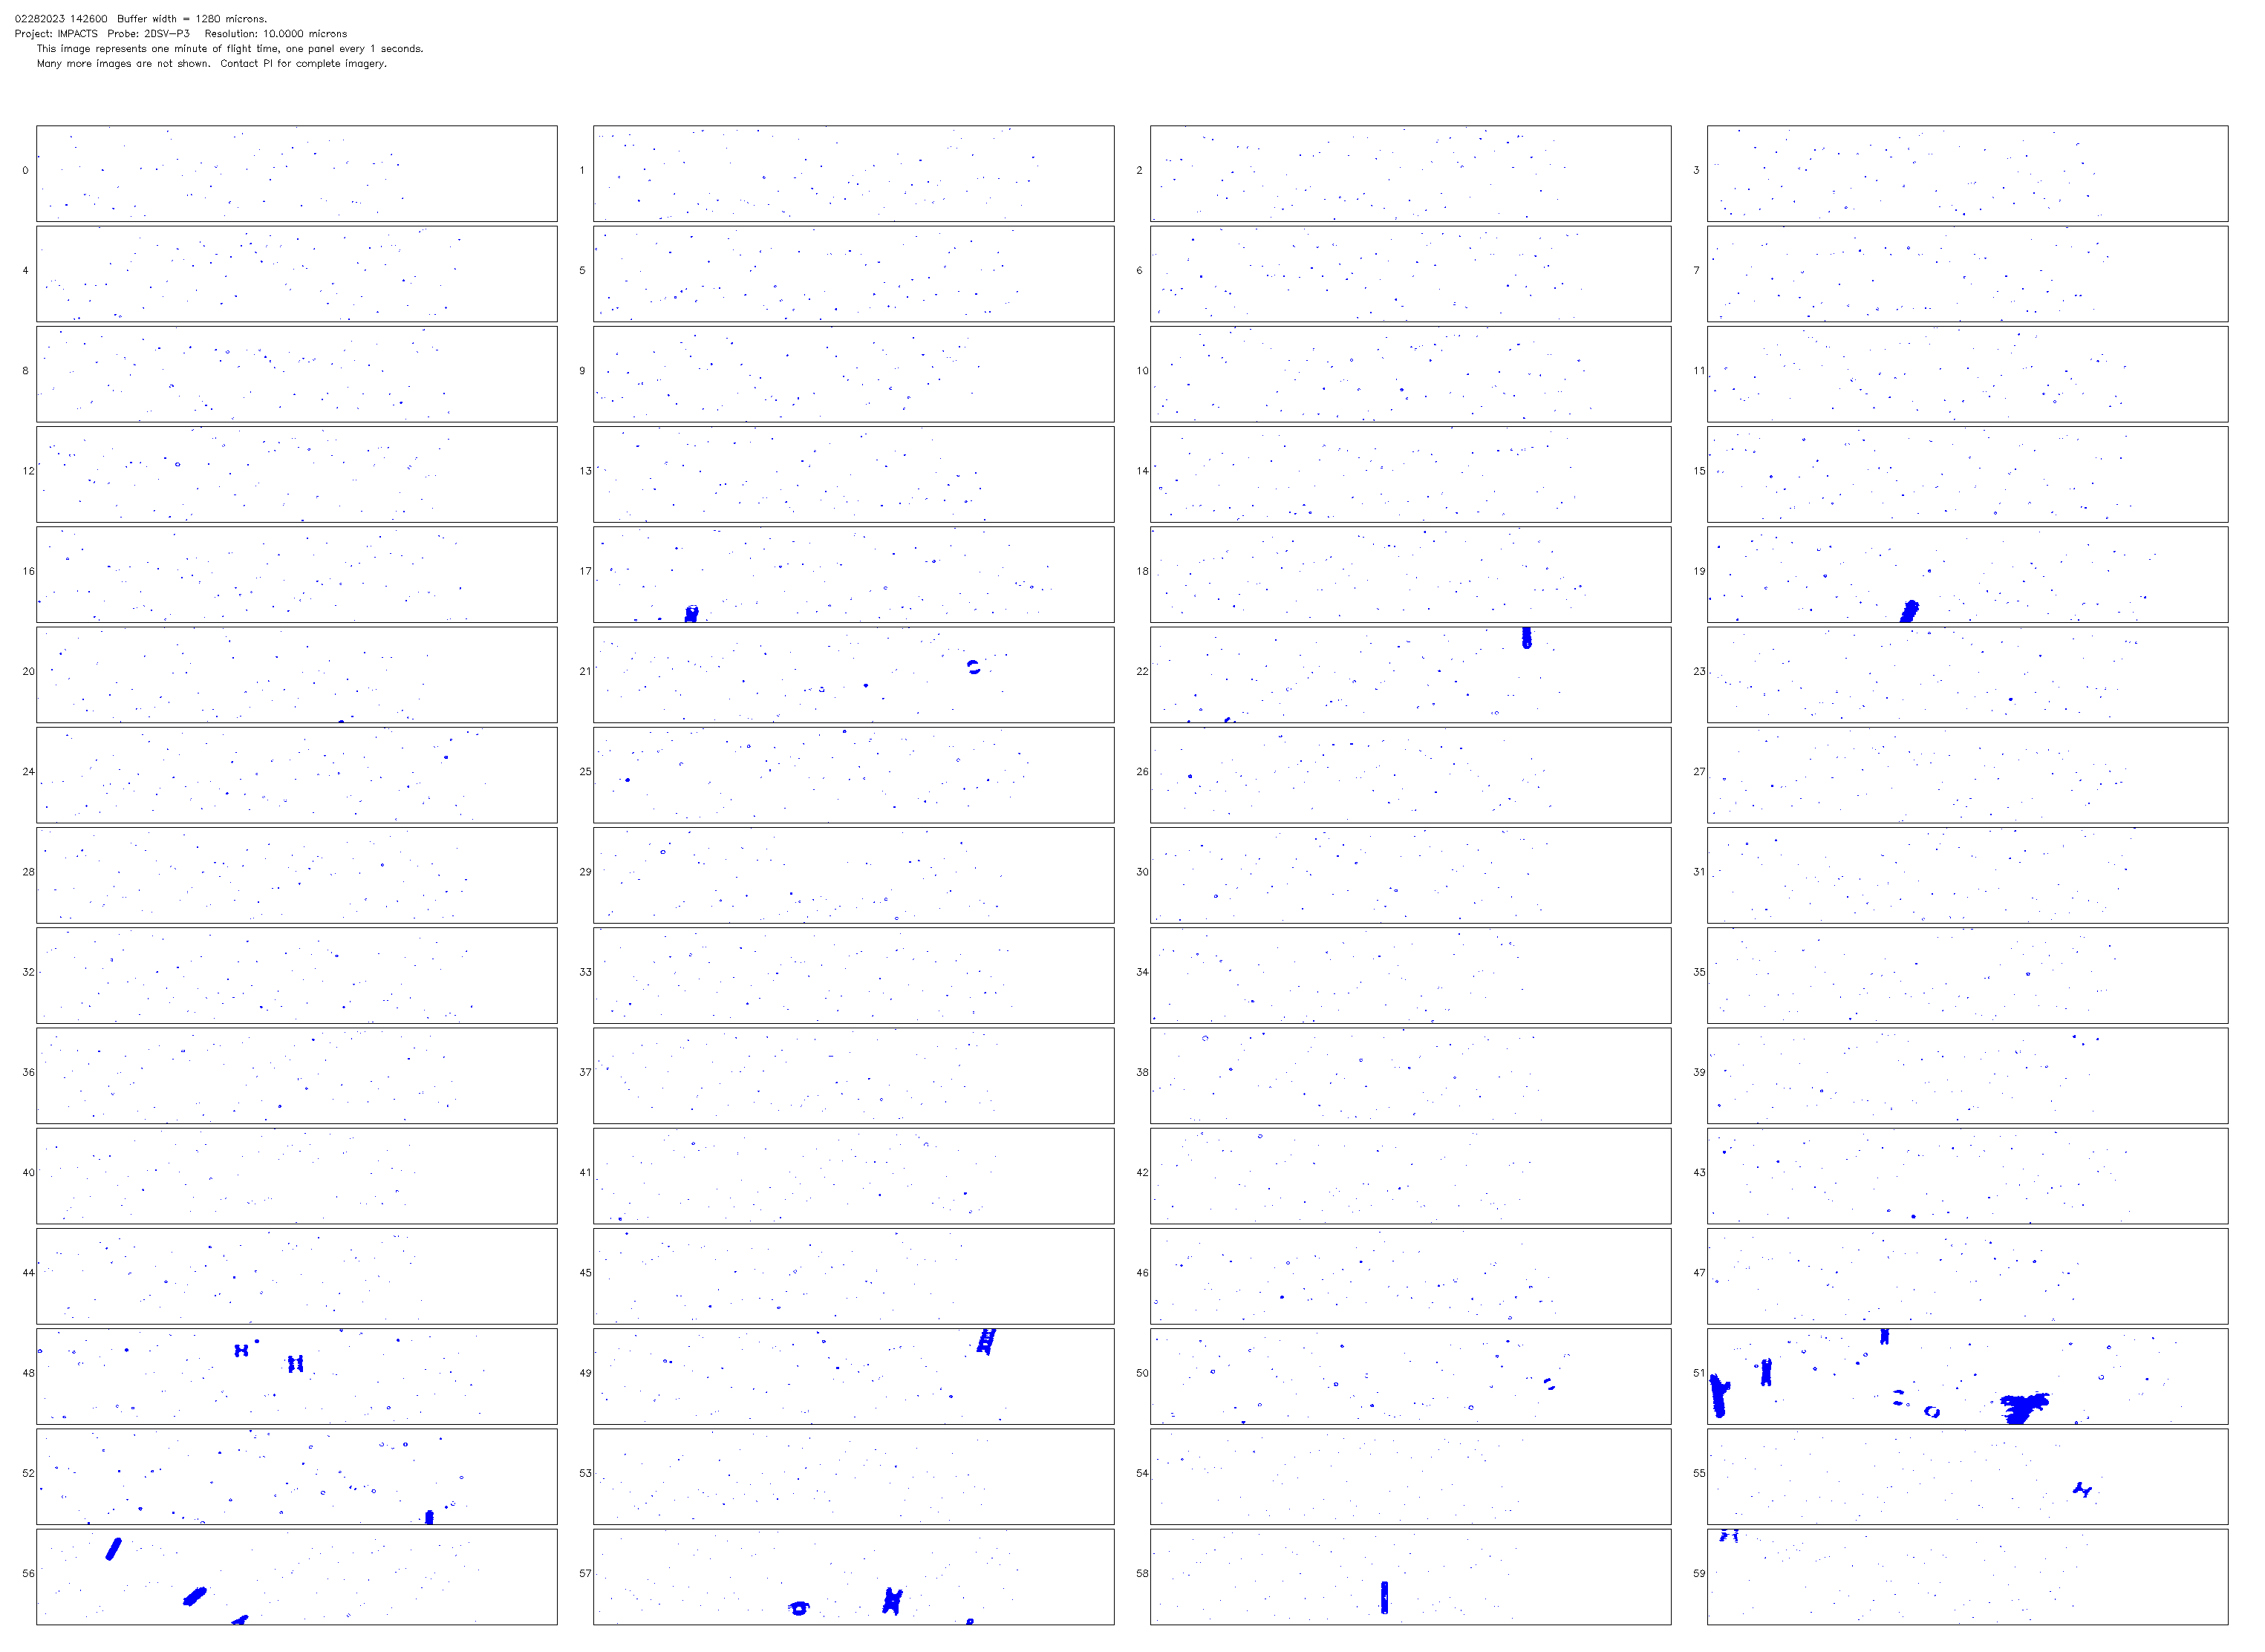 02282023 142600  Buffer width = 1280 microns.
Project: IMPACTS  Probe: 2DSV-P3   Resolution: 10.0000 microns
This image represents one minute of flight time, one panel every 1 seconds.
Many more images are not shown.  Contact PI for complete imagery.
0 1 2 3
4 5 6 7
8 9 10 11
12 13 14 15
16 17 18 19
20 21 22 23
24 25 26 27
28 29 30 31
32 33 34 35
36 37 38 39
40 41 42 43
44 45 46 47
48 49 50 51
52 53 54 55
56 57 58 59